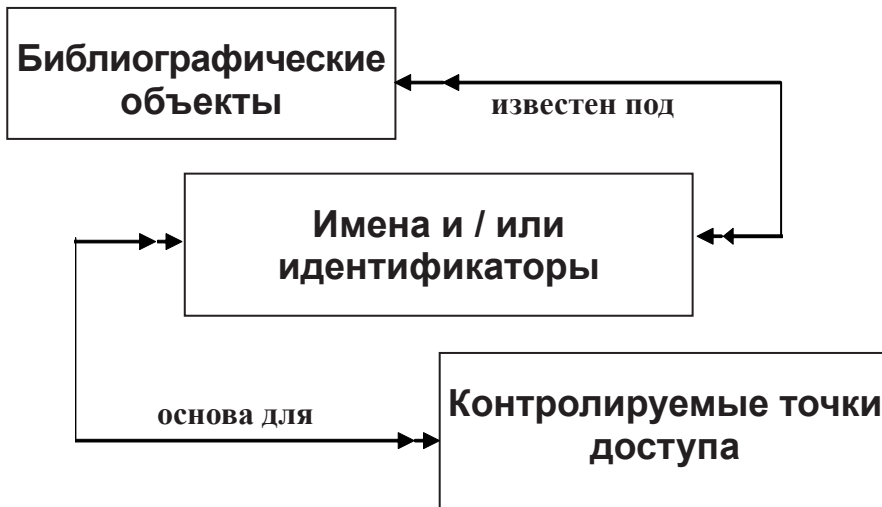 Библиографические
объекты
известен под
Имена и / или
идентификаторы
основа для
Контролируемые точки
доступа